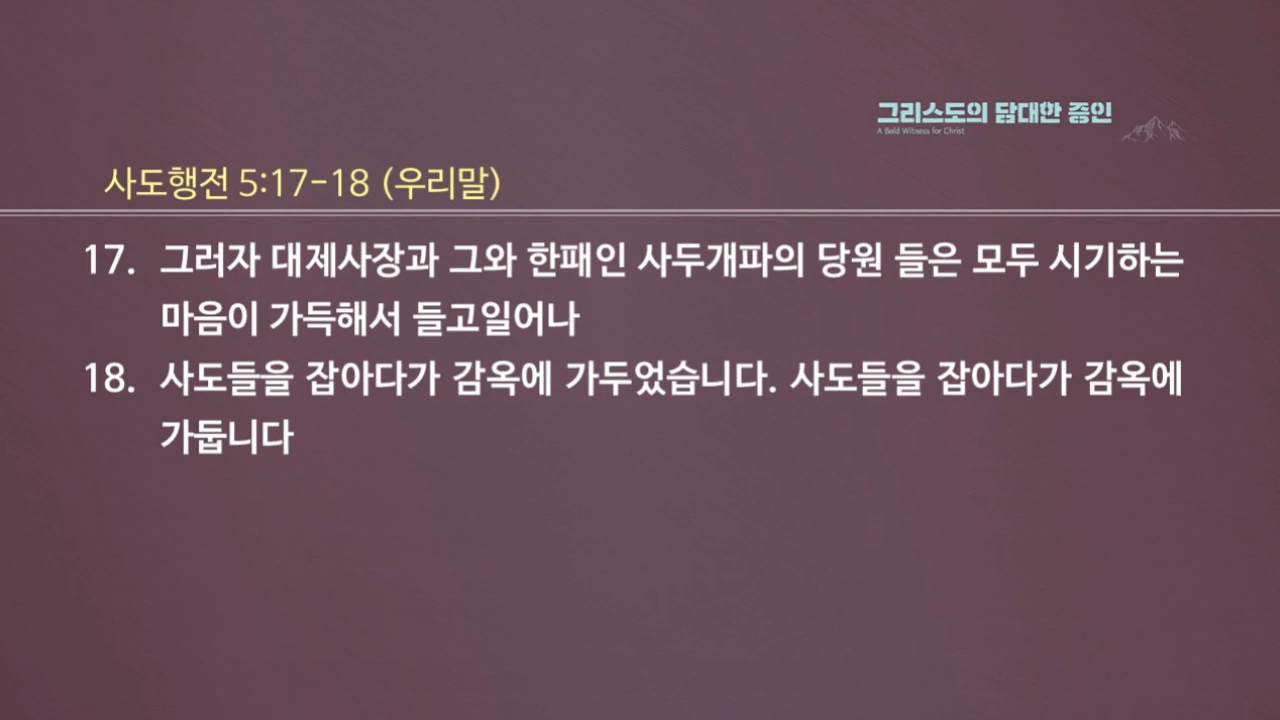 그리스도의 담대한 증인
A Bold Witness for Christ
사도행전 5:17-18 (우리말)
17. 그러자 대제사장과 그와 한패인 사두개파의 당원 들은 모두 시기하는
마음이 가득해서 들고일어나
18. 사도들을 잡아다가 감옥에 가두었습니다. 사도들을 잡아다가 감옥에
가둡니다